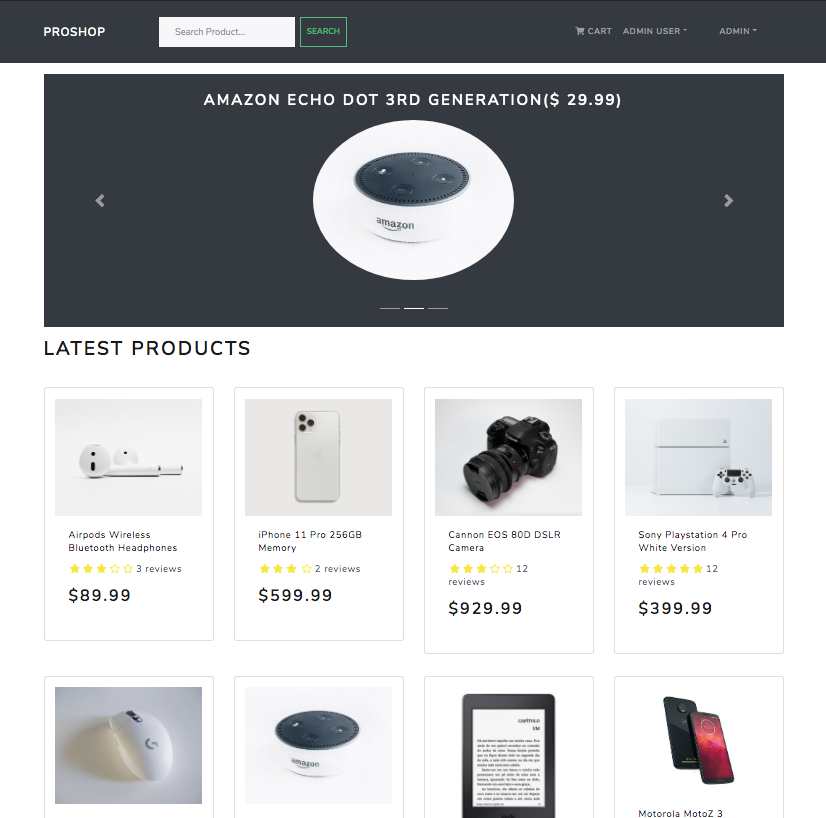 PROSHOP
Search Product...
SEARCH
CART
ADMIN USER
ADMIN
AMAZON ECHO DOT 3RD GENERATION($ 29.99)
amazon
LATEST PRODUCTS
Airpods Wireless
Bluetooth Headphones
3 reviews
$89.99
iPhone 11 Pro 256GB
Memory
2 reviews
$599.99
Cannon EOS 80D DSLR
Camera
12
reviews
$929.99
Sony Playstation 4 Pro
White Version
12
reviews
$399.99
amazon
CAPÍTULO
UM
Motorola MotoZ 3